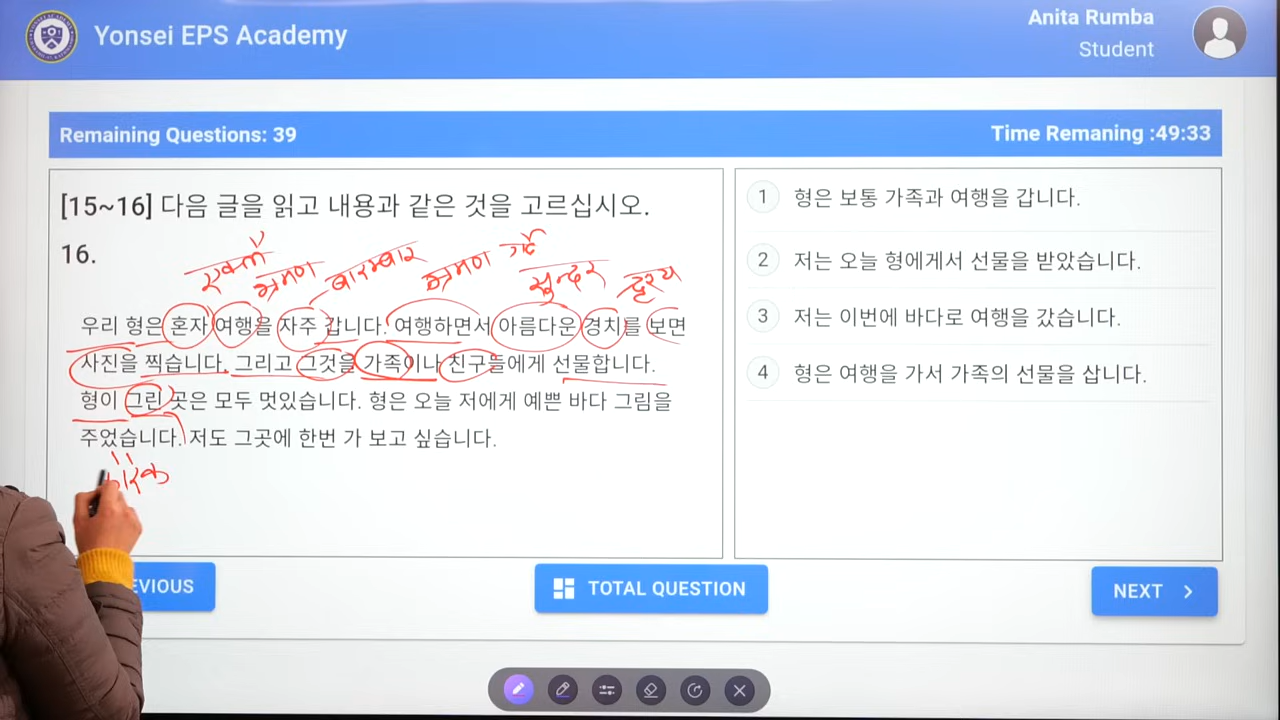 Anita Rumba
Yonsei EPS Academy
Student
Remaining Questions: 39
Time Remaning :49:33
[15~16] 다음 글을 읽고 내용과 같은 것을 고르십시오.
16.
एक्लै
भ्रमण
बारम्बार
भ्रमण गर्दै
सुन्दर
दृश्य
우리 형은 혼자 여행을 자주 갑니다. 여행하면서 아름다운 경치를 보면
사진을 찍습니다. 그리고 그것을 가족이나 친구들에게 선물합니다.
형이 그린 곳은 모두 멋있습니다. 형은 오늘 저에게 예쁜 바다 그림을
주었습니다. 저도 그곳에 한번 가 보고 싶습니다.
1 형은 보통 가족과 여행을 갑니다.
2 저는 오늘 형에게서 선물을 받았습니다.
3 저는 이번에 바다로 여행을 갔습니다.
4 형은 여행을 가서 가족의 선물을 삽니다.
EVIOUS
TOTAL QUESTION
NEXT